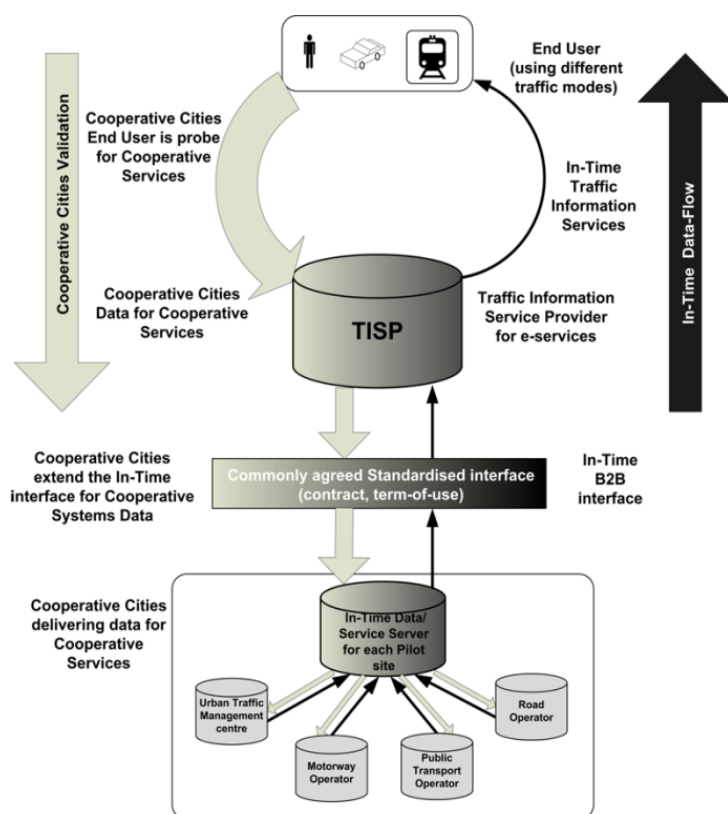 End User
(using different
traffic modes)
Cooperative Cities
End User is probe
for Cooperative
Services
Cooperative Cities Validation
In-Time
Traffic
Information
Services
In-Time Data-Flow
Cooperative Cities
Data for Cooperative
Services
TISP
Traffic Information
Service Provider
for e-services
Cooperative Cities
extend the In-Time
interface for Cooperative
Systems Data
Commonly agreed Standardised interface
(contract, term-of-use)
In-Time
B2B
interface
Cooperative Cities
delivering data for
Cooperative
Services
In-Time Data/
Service Server
for each Pilot
site
Urban Traffic
Management
centre
Motorway
Operator
Public
Transport
Operator
Road
Operator